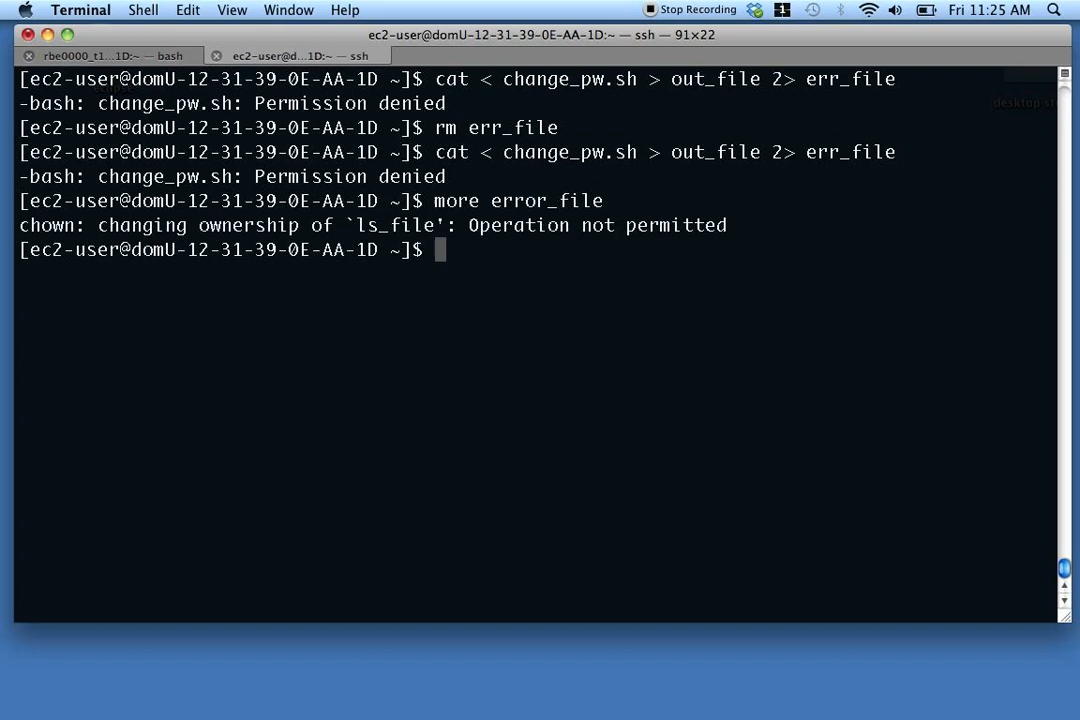 Terminal Shell Edit View Window Help Stop Recording 1 Fri 11:25 AM
ec2-user@domU-12-31-39-0E-AA-1D:~ — ssh — 91×22
rbe0000_t1...1D:~ — bash ec2-user@d...1D:~ — ssh
[ec2-user@domU-12-31-39-0E-AA-1D ~]$ cat < change_pw.sh > out_file 2> err_file
-bash: change_pw.sh: Permission denied
[ec2-user@domU-12-31-39-0E-AA-1D ~]$ rm err_file
[ec2-user@domU-12-31-39-0E-AA-1D ~]$ cat < change_pw.sh > out_file 2> err_file
-bash: change_pw.sh: Permission denied
[ec2-user@domU-12-31-39-0E-AA-1D ~]$ more error_file
chown: changing ownership of `ls_file': Operation not permitted
[ec2-user@domU-12-31-39-0E-AA-1D ~]$